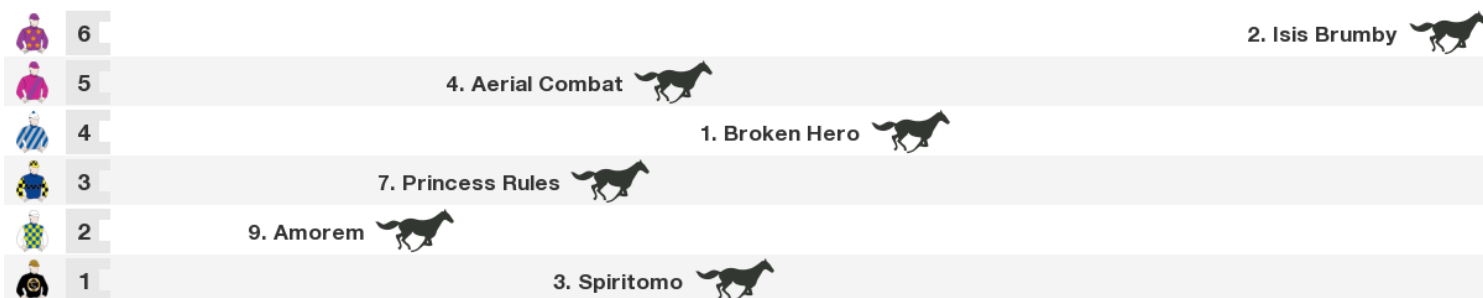 6 2. Isis Brumby
5 4. Aerial Combat
4 1. Broken Hero
3 7. Princess Rules
2 9. Amorem
1 3. Spiritomo